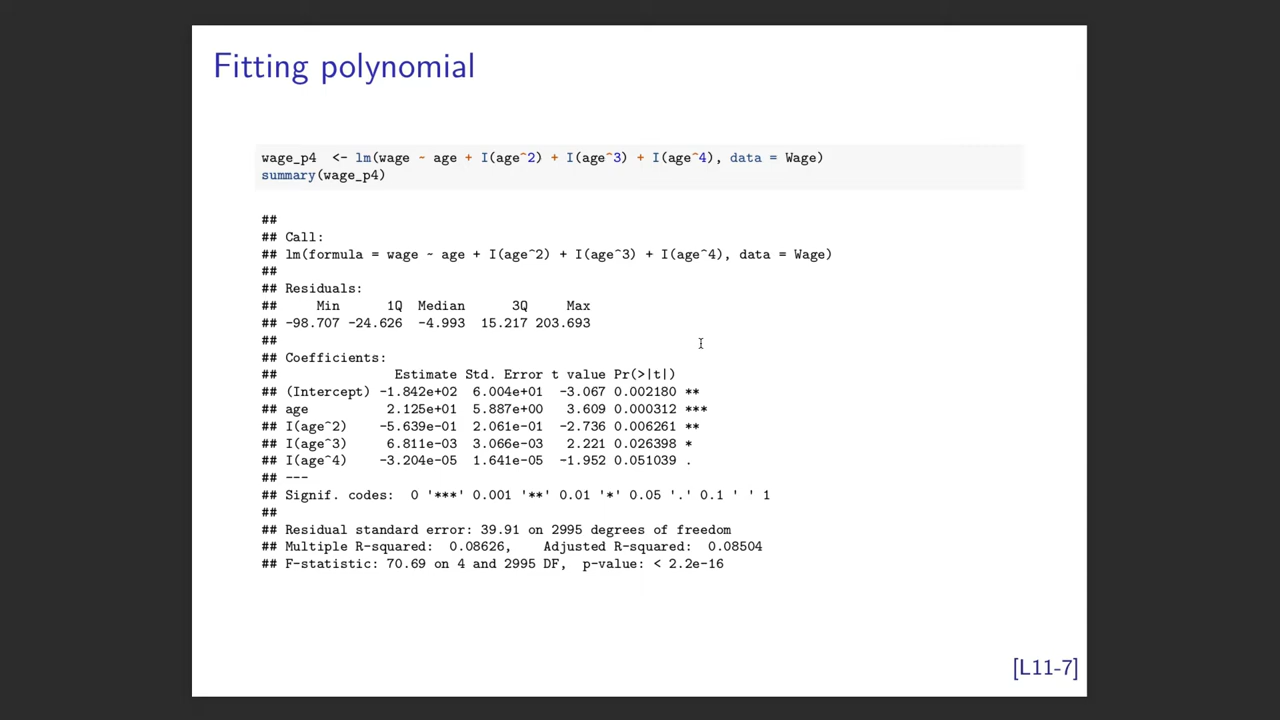 Fitting polynomial
wage_p4  <- lm(wage ~ age + I(age^2) + I(age^3) + I(age^4), data = Wage)
summary(wage_p4)
##
## Call:
## lm(formula = wage ~ age + I(age^2) + I(age^3) + I(age^4), data = Wage)
##
## Residuals:
##     Min      1Q  Median      3Q     Max
## -98.707 -24.626  -4.993  15.217 203.693
##
## Coefficients:
##               Estimate Std. Error t value Pr(>|t|)
## (Intercept) -1.842e+02  6.004e+01  -3.067 0.002180 **
## age          2.125e+01  5.887e+00   3.609 0.000312 ***
## I(age^2)    -5.639e-01  2.061e-01  -2.736 0.006261 **
## I(age^3)     6.811e-03  3.066e-03   2.221 0.026398 *
## I(age^4)    -3.204e-05  1.641e-05  -1.952 0.051039 .
## ---
## Signif. codes:  0 '***' 0.001 '**' 0.01 '*' 0.05 '.' 0.1 ' ' 1
##
## Residual standard error: 39.91 on 2995 degrees of freedom
## Multiple R-squared:  0.08626,    Adjusted R-squared:  0.08504
## F-statistic: 70.69 on 4 and 2995 DF,  p-value: < 2.2e-16
[L11-7]